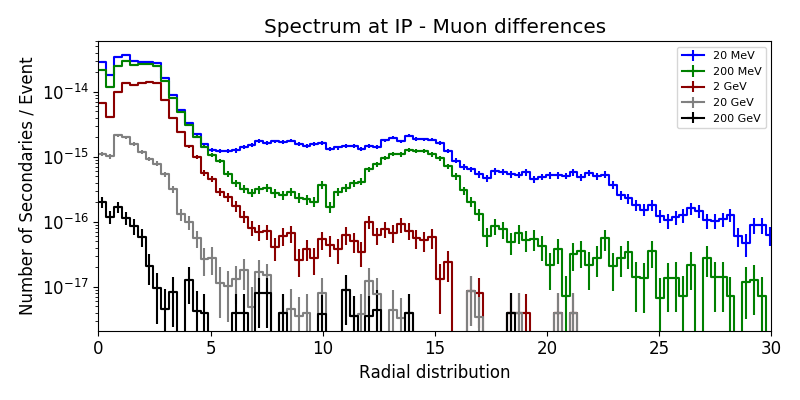 Spectrum at IP - Muon differences
Number of Secondaries / Event
10⁻¹⁴
10⁻¹⁵
10⁻¹⁶
10⁻¹⁷
20 MeV
200 MeV
2 GeV
20 GeV
200 GeV
0 5 10 15 20 25 30
Radial distribution